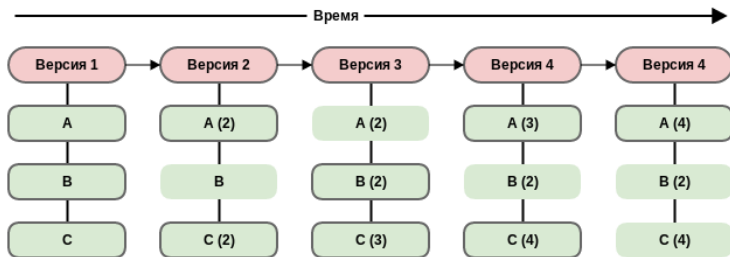 Время
Версия 1 Версия 2 Версия 3 Версия 4 Версия 4
A A (2) A (2) A (3) A (4)
B B B (2) B (2) B (2)
C C (2) C (3) C (4) C (4)